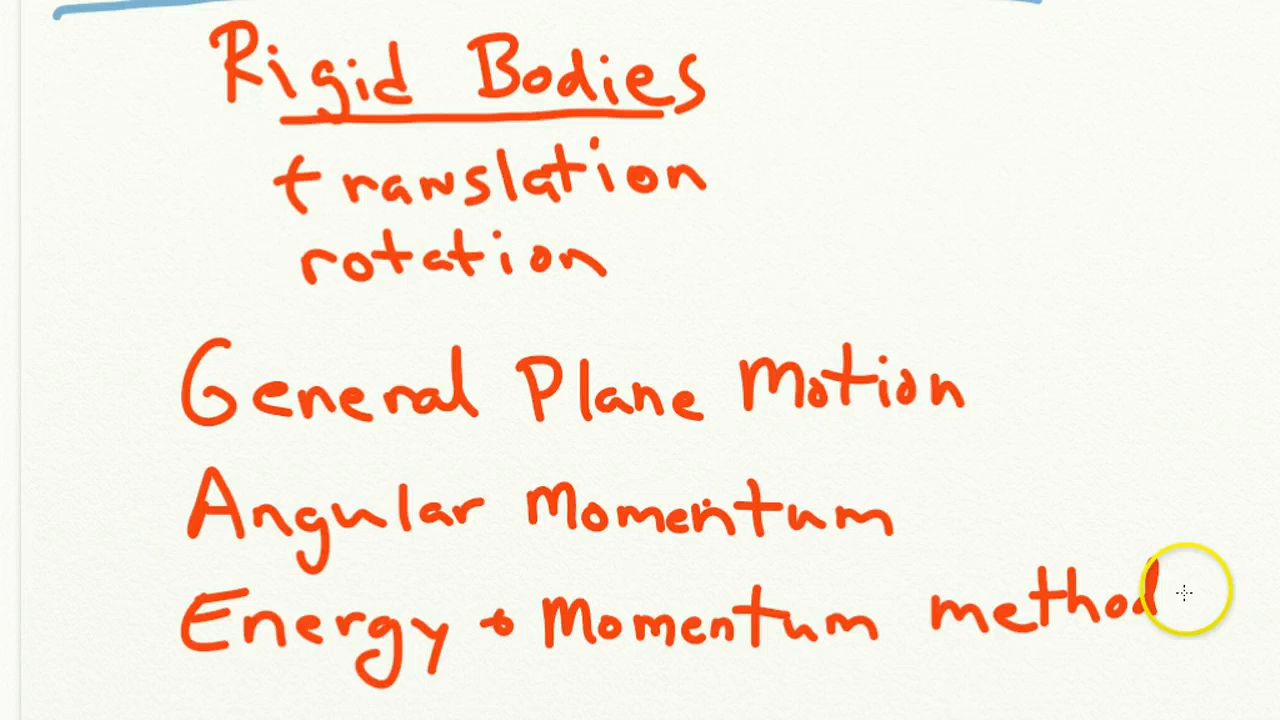 Rigid Bodies
translation
rotation
General Plane Motion
Angular Momentum
Energy & Momentum method